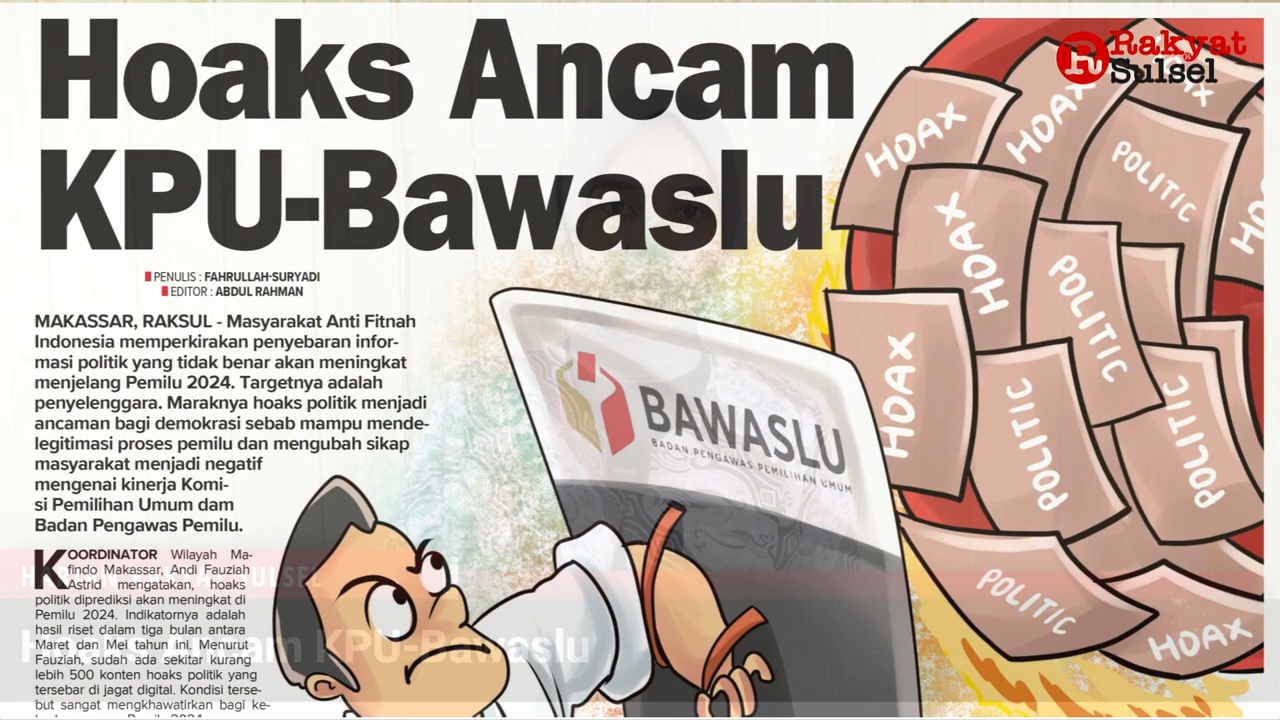 Hoaks Ancam
KPU-Bawaslu
Rakyat
Sulsel
PENULIS : FAHRULLAH-SURYADI
EDITOR : ABDUL RAHMAN
MAKASSAR, RAKSUL - Masyarakat Anti Fitnah
Indonesia memperkirakan penyebaran infor-
masi politik yang tidak benar akan meningkat
menjelang Pemilu 2024. Targetnya adalah
penyelenggara. Maraknya hoaks politik menjadi
ancaman bagi demokrasi sebab mampu mende-
legitimasi proses pemilu dan mengubah sikap
masyarakat menjadi negatif
mengenai kinerja Komi-
si Pemilihan Umum dam
Badan Pengawas Pemilu.
KOORDINATOR Wilayah Ma-
findo Makassar, Andi Fauziah
Astrid mengatakan, hoaks
politik diprediksi akan meningkat di
Pemilu 2024. Indikatornya adalah
hasil riset dalam tiga bulan antara
Maret dan Mei tahun ini. Menurut
Fauziah, sudah ada sekitar kurang
lebih 500 konten hoaks politik yang
tersebar di jagat digital. Kondisi terse-
but sangat mengkhawatirkan bagi ke-
HOAX
HOAX
POLITIC
HOAX
POLITIC
HOAX
POLITIC
POLITIC
POLITIC
HOAX
BAWASLU
BADAN PENGAWAS PEMILIHAN UMUM
SULSEL
Hoaks Ancam KPU-Bawaslu